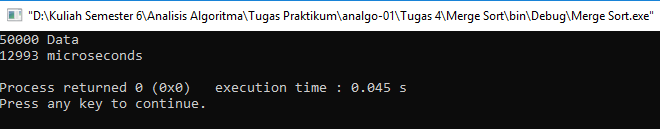 "D:\Kuliah Semester 6\Analisis Algoritma\Tugas Praktikum\analgo-01\Tugas 4\Merge Sort\bin\Debug\Merge Sort.exe"
50000 Data
12993 microseconds
Process returned 0 (0x0)   execution time : 0.045 s
Press any key to continue.